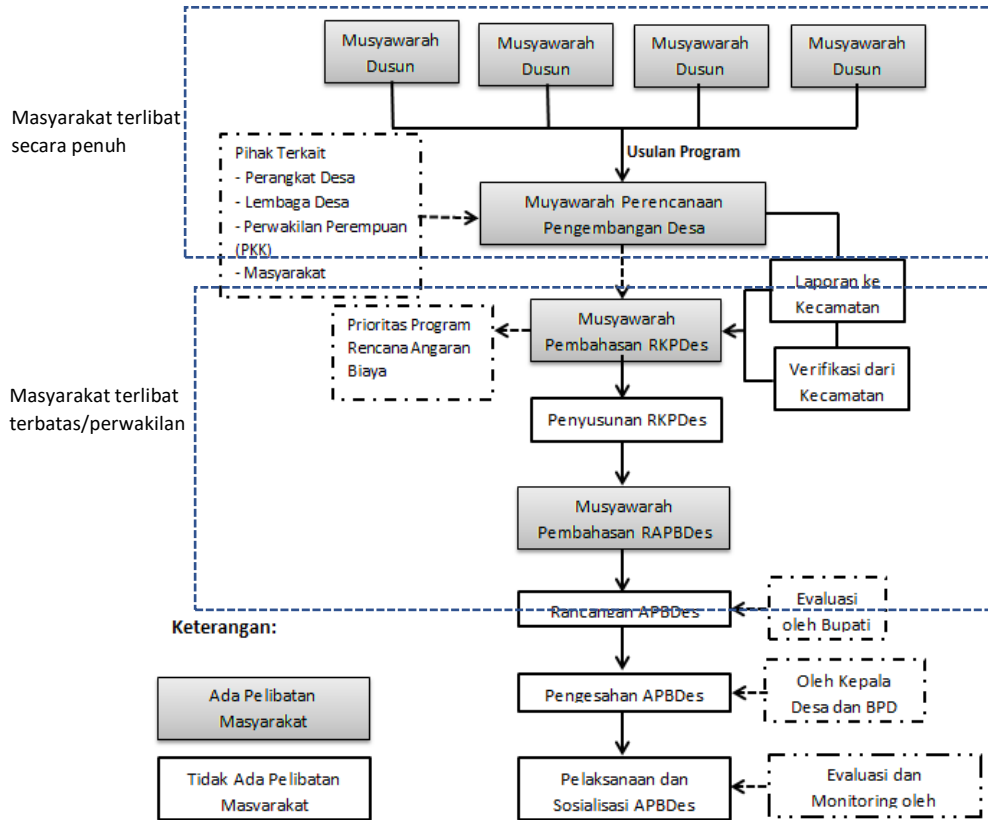 Musyawarah
Dusun
Musyawarah
Dusun
Musyawarah
Dusun
Musyawarah
Dusun
Masyarakat terlibat
secara penuh
Usulan Program
Pihak Terkait
- Perangkat Desa
- Lembaga Desa
- Perwakilan Perempuan
(PKK)
- Masyarakat
Muyawarah Perencanaan
Pengembangan Desa
Laporan ke
Kecamatan
Musyawarah
Pembahasan RKPDes
Prioritas Program
Rencana Angaran
Biaya
Verifikasi dari
Kecamatan
Masyarakat terlibat
terbatas/perwakilan
Penyusunan RKPDes
Musyawarah
Pembahasan RAPBDes
Rancangan APBDes
Evaluasi
oleh Bupati
Keterangan:
Ada Pelibatan
Masyarakat
Pengesahan APBDes
Oleh Kepala
Desa dan BPD
Tidak Ada Pelibatan
Masyarakat
Pelaksanaan dan
Sosialisasi APBDes
Evaluasi dan
Monitoring oleh